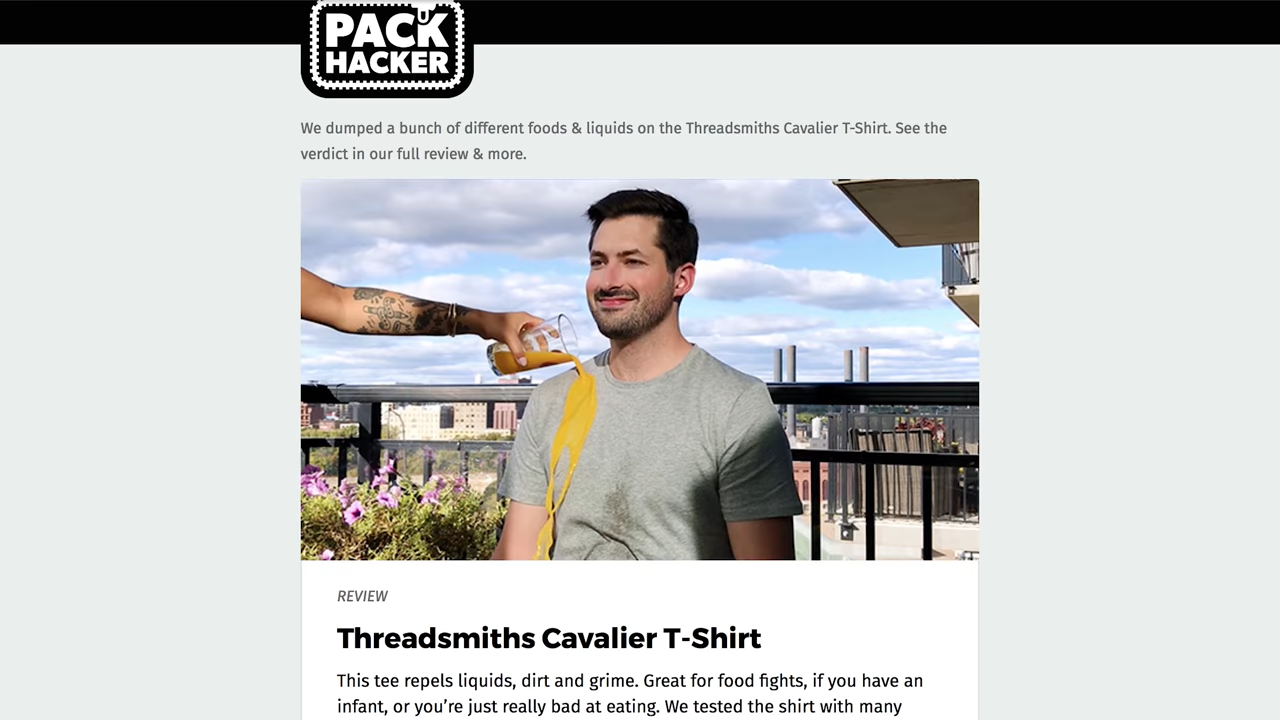 PACK
HACKER
We dumped a bunch of different foods & liquids on the Threadsmiths Cavalier T-Shirt. See the
verdict in our full review & more.
REVIEW
Threadsmiths Cavalier T-Shirt
This tee repels liquids, dirt and grime. Great for food fights, if you have an
infant, or you’re just really bad at eating. We tested the shirt with many